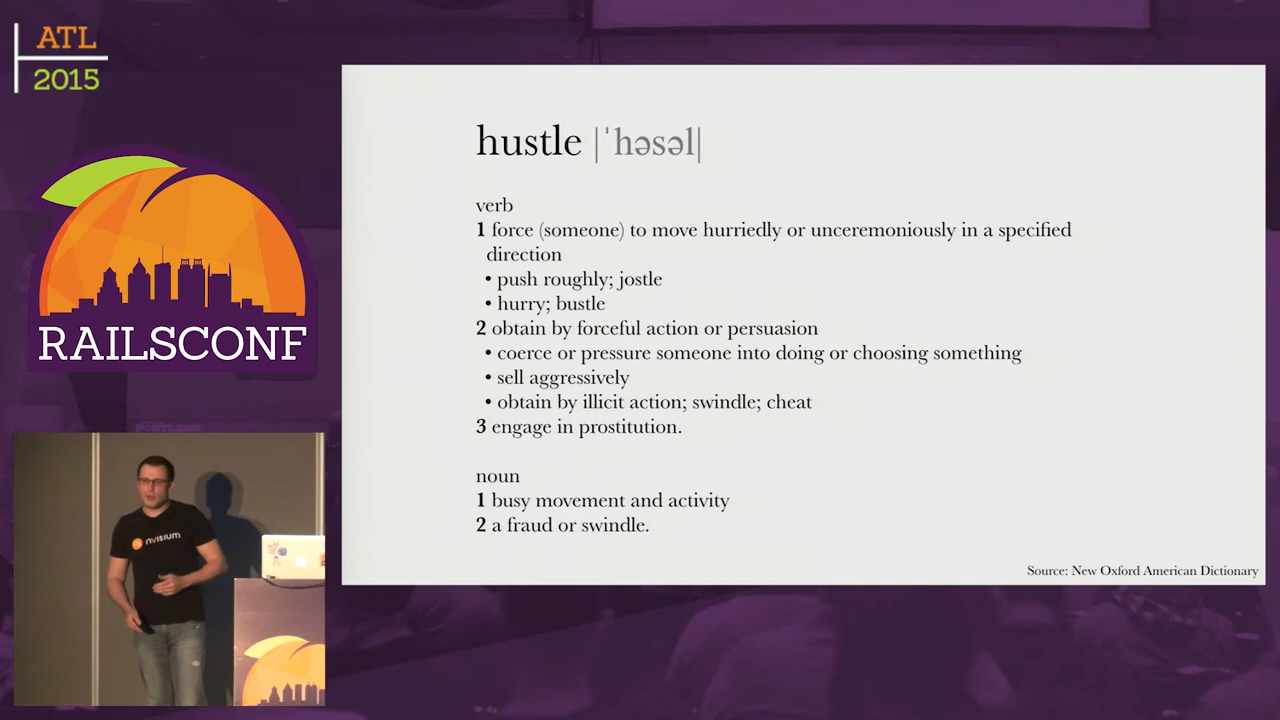 ATL
2015
RAILSCONF
hustle |ˈhəsəl|
verb
1 force (someone) to move hurriedly or unceremoniously in a specified
direction
• push roughly; jostle
• hurry; bustle
2 obtain by forceful action or persuasion
• coerce or pressure someone into doing or choosing something
• sell aggressively
• obtain by illicit action; swindle; cheat
3 engage in prostitution.
noun
1 busy movement and activity
2 a fraud or swindle.
Source: New Oxford American Dictionary
PORTLAND
nvisium